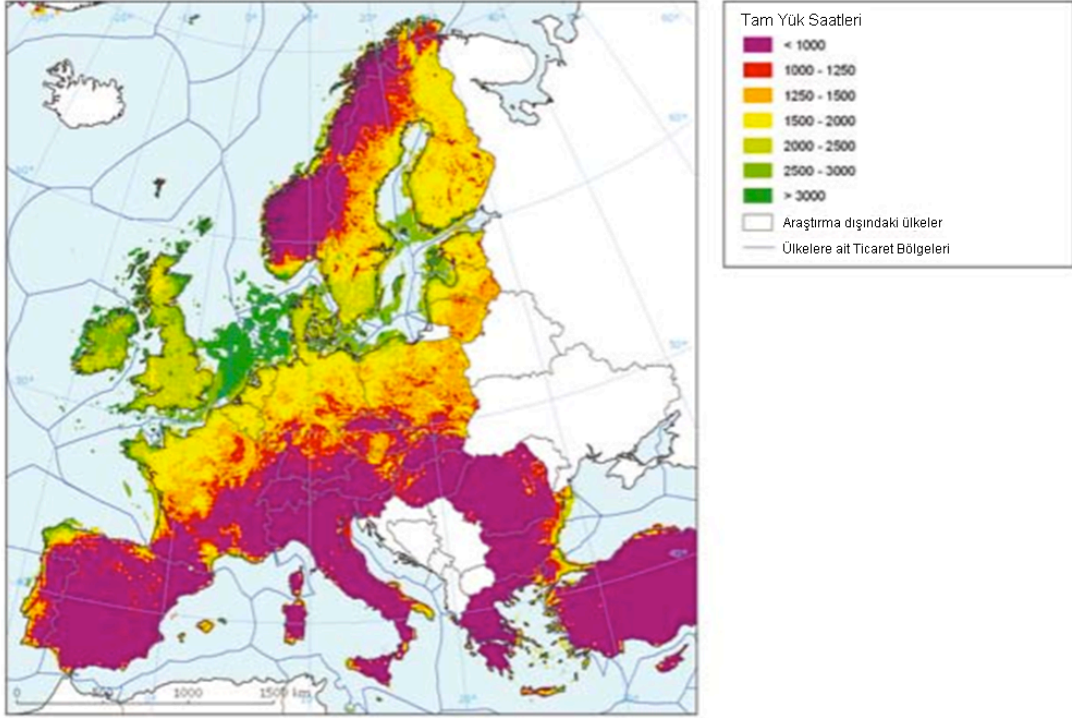 Tam Yük Saatleri
< 1000
1000 - 1250
1250 - 1500
1500 - 2000
2000 - 2500
2500 - 3000
> 3000
Araştırma dışındaki ülkeler
Ülkelere ait Ticaret Bölgeleri
0 500 1000 1500 km